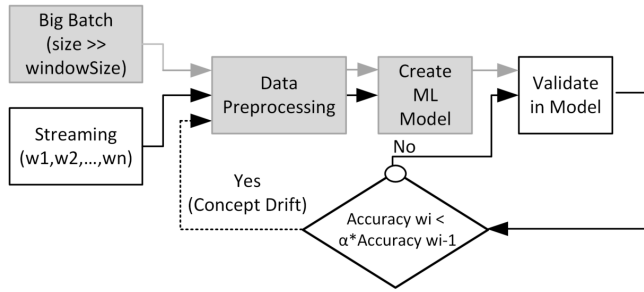 Big Batch
(size >>
windowSize)
Streaming
(w1,w2,...,wn)
Data
Preprocessing
Create
ML
Model
Validate
in Model
No
Yes
(Concept Drift)
Accuracy wi <
α*Accuracy wi-1